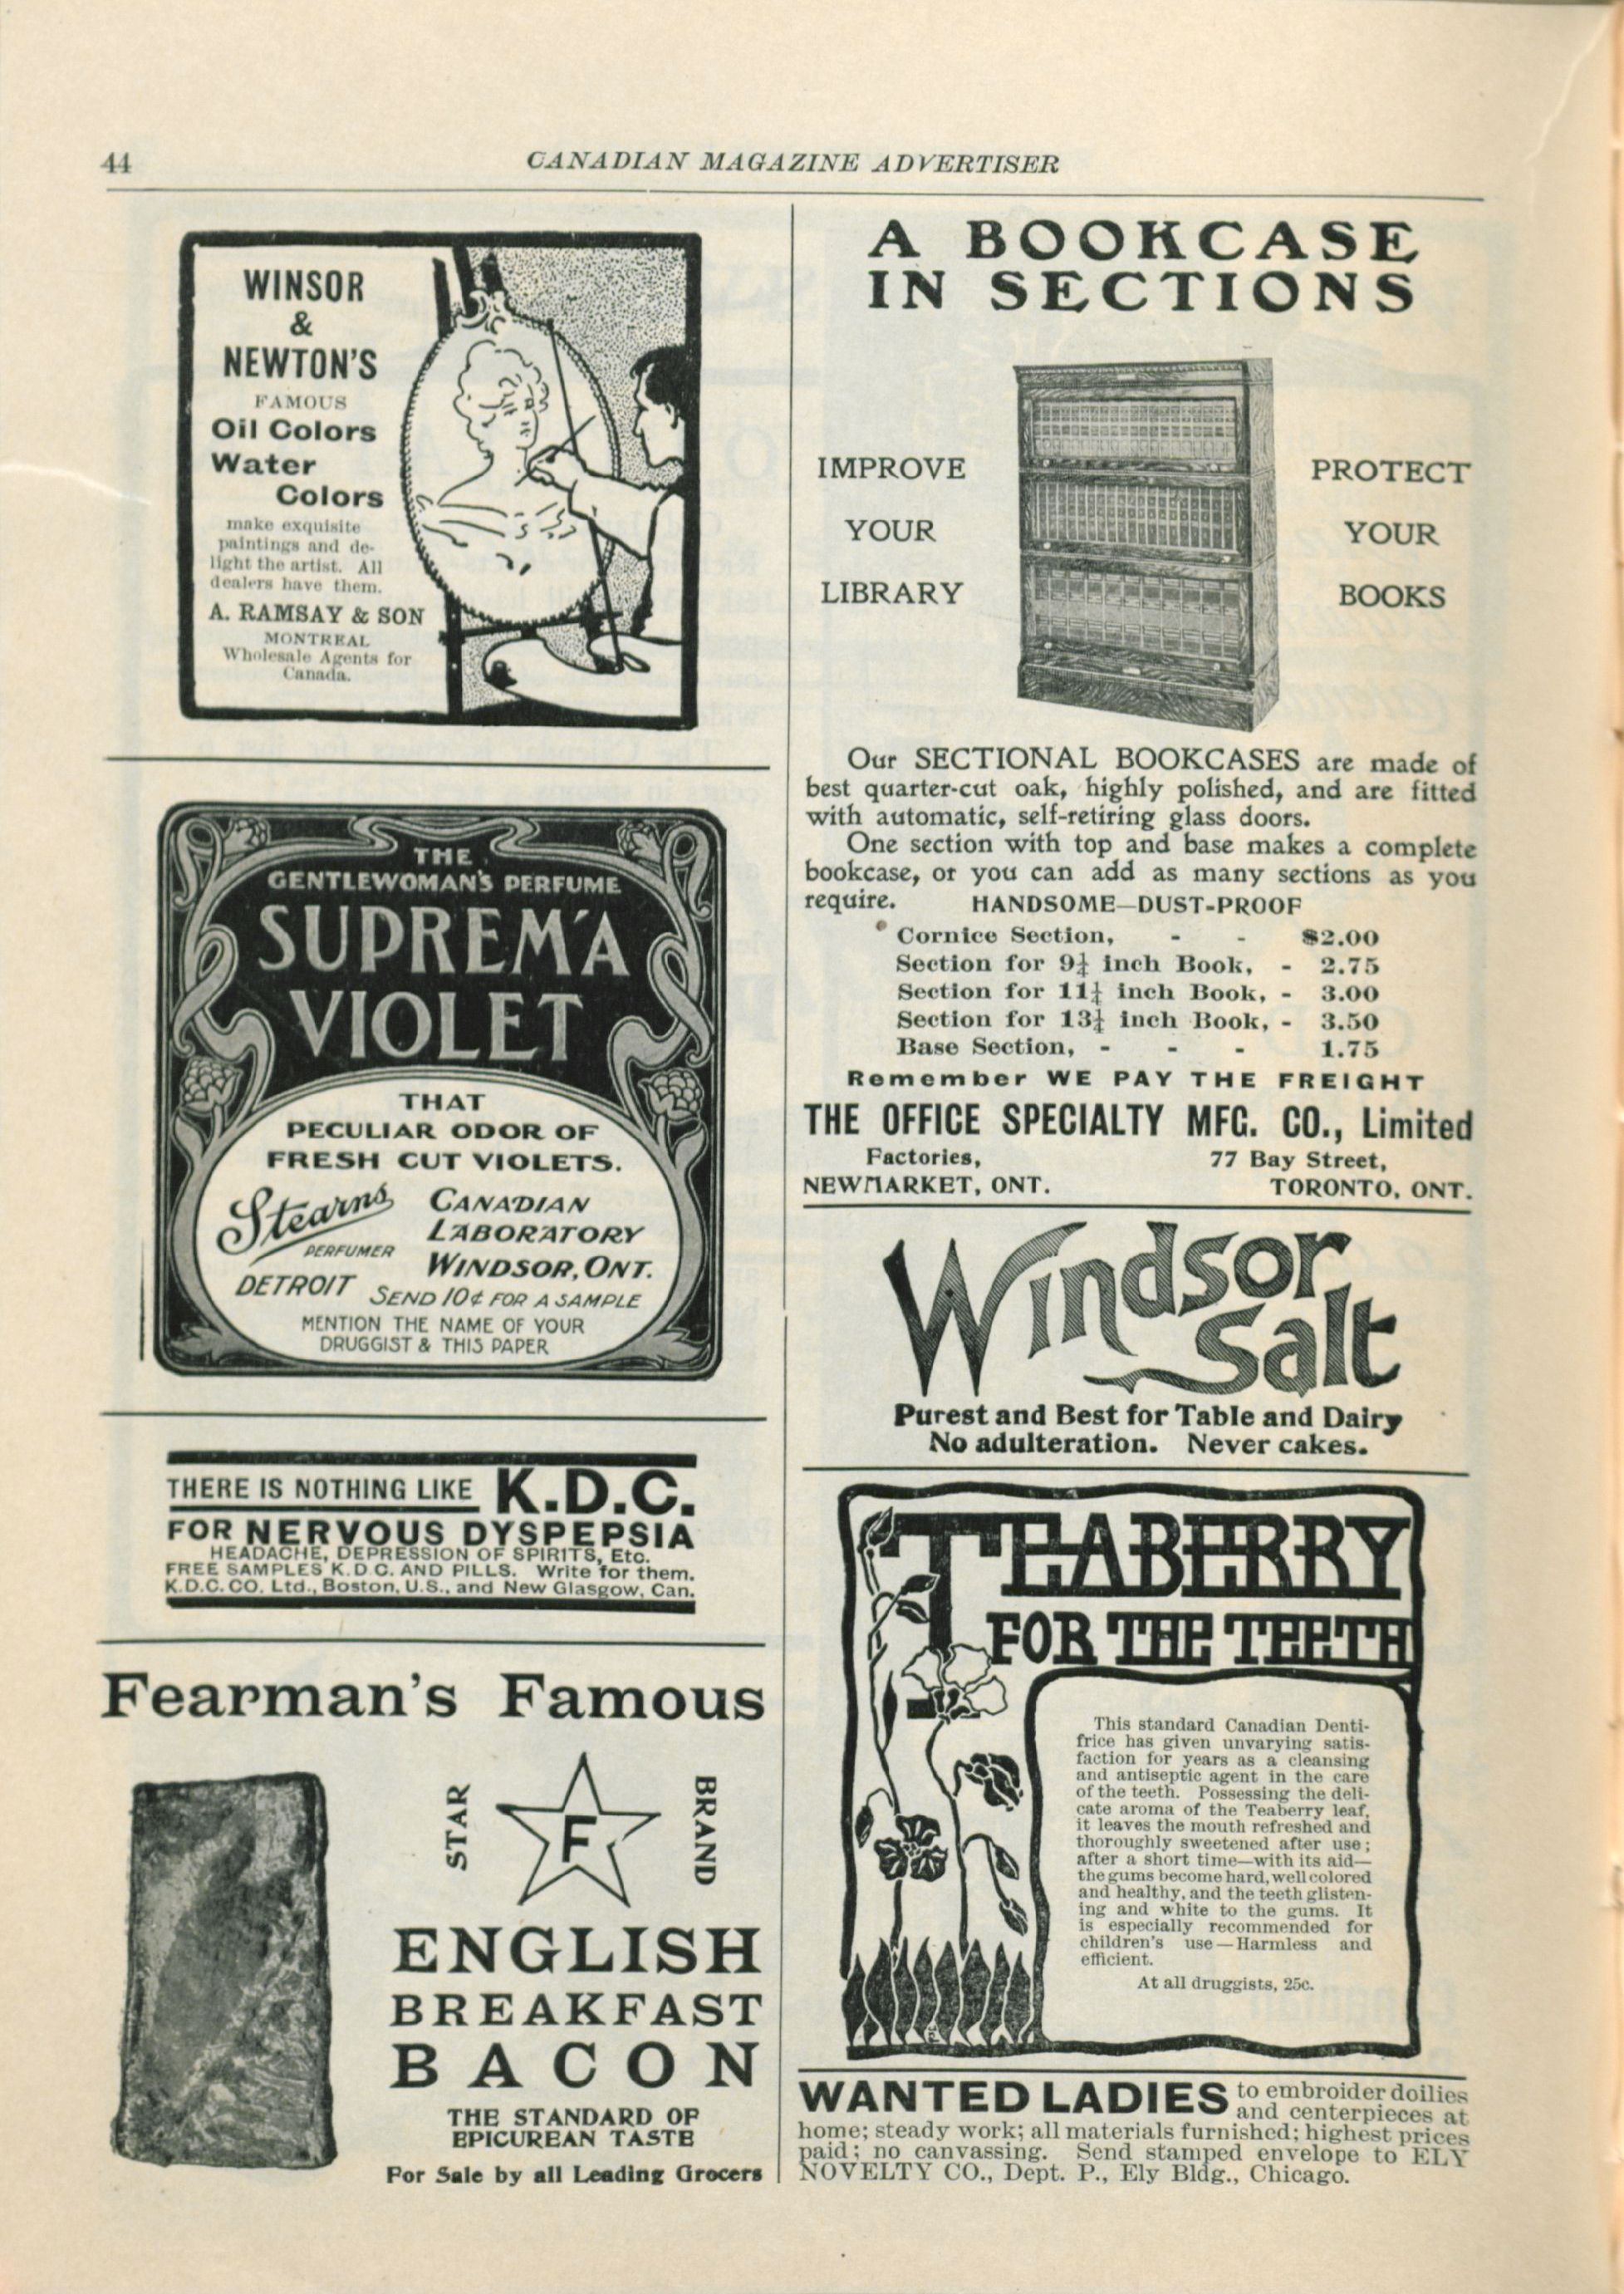 44
CANADIAN MAGAZINE ADVERTISER
WINSOR
&
NEWTON'S
FAMOUS
Oil Colors
Water
Colors
make exquisite
paintings and de-
light the artist. All
dealers have them.
A. RAMSAY & SON
MONTREAL
Wholesale Agents for
Canada.
THE
GENTLEWOMAN'S PERFUME
SUPREM'A
VIOLET
THAT
PECULIAR ODOR OF
FRESH CUT VIOLETS.
Stearns
PERFUMER
DETROIT
CANADIAN
LABORATORY
WINDSOR, ONT.
SEND 10¢ FOR A SAMPLE
MENTION THE NAME OF YOUR
DRUGGIST & THIS PAPER
THERE IS NOTHING LIKE K.D.C.
FOR NERVOUS DYSPEPSIA
HEADACHE, DEPRESSION OF SPIRITS, Etc.
FREE SAMPLES K.D.C. AND PILLS. Write for them.
K.D.C. CO. Ltd., Boston, U.S., and New Glasgow, Can.
Fearman's Famous
STAR
F
BRAND
ENGLISH
BREAKFAST
BACON
THE STANDARD OF
EPICUREAN TASTE
For Sale by all Leading Grocers
A BOOKCASE
IN SECTIONS
IMPROVE
YOUR
LIBRARY
PROTECT
YOUR
BOOKS
Our SECTIONAL BOOKCASES are made of
best quarter-cut oak, highly polished, and are fitted
with automatic, self-retiring glass doors.
One section with top and base makes a complete
bookcase, or you can add as many sections as you
require. HANDSOME—DUST-PROOF
Cornice Section, - - $2.00
Section for 9¼ inch Book, - 2.75
Section for 11¼ inch Book, - 3.00
Section for 13¼ inch Book, - 3.50
Base Section, - - - 1.75
Remember WE PAY THE FREIGHT
THE OFFICE SPECIALTY MFG. CO., Limited
Factories, 77 Bay Street,
NEWMARKET, ONT. TORONTO, ONT.
Windsor
Salt
Purest and Best for Table and Dairy
No adulteration. Never cakes.
TEABERRY
FOR THE TEETH
This standard Canadian Denti-
frice has given unvarying satis-
faction for years as a cleansing
and antiseptic agent in the care
of the teeth. Possessing the deli-
cate aroma of the Teaberry leaf,
it leaves the mouth refreshed and
thoroughly sweetened after use;
after a short time—with its aid—
the gums become hard, well colored
and healthy, and the teeth glisten-
ing and white to the gums. It
is especially recommended for
children's use—Harmless and
efficient.
At all druggists, 25c.
WANTED LADIES to embroider doilies
and centerpieces at
home; steady work; all materials furnished; highest prices
paid; no canvassing. Send stamped envelope to ELY
NOVELTY CO., Dept. P., Ely Bldg., Chicago.